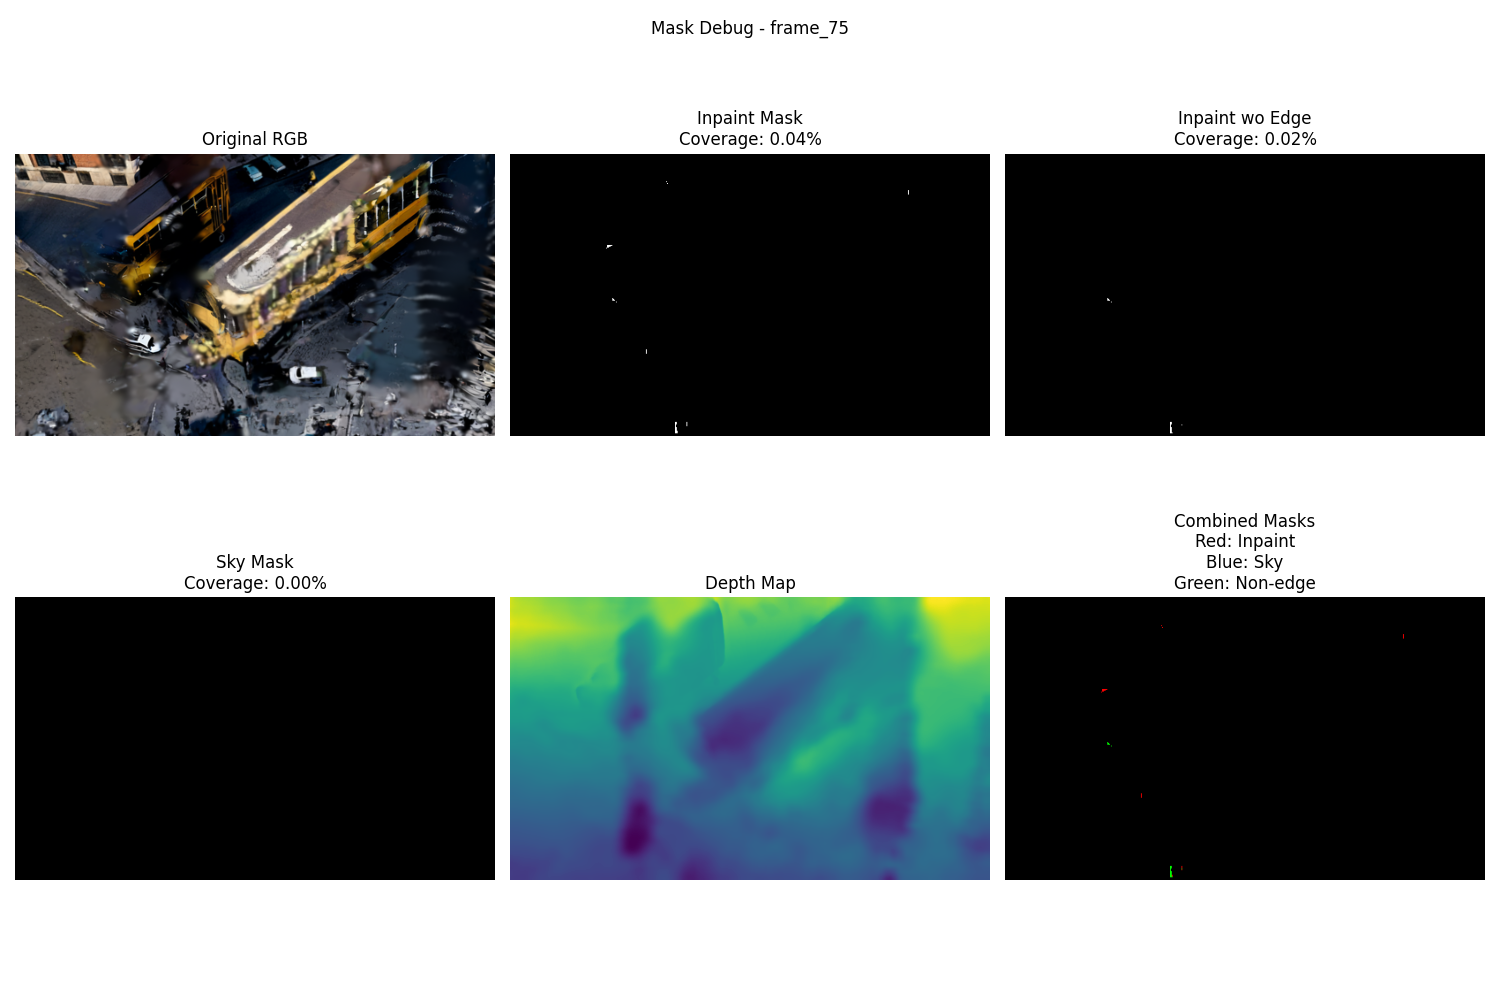 Mask Debug - frame_75
Original RGB
Inpaint Mask
Coverage: 0.04%
Inpaint wo Edge
Coverage: 0.02%
Sky Mask
Coverage: 0.00%
Depth Map
Combined Masks
Red: Inpaint
Blue: Sky
Green: Non-edge